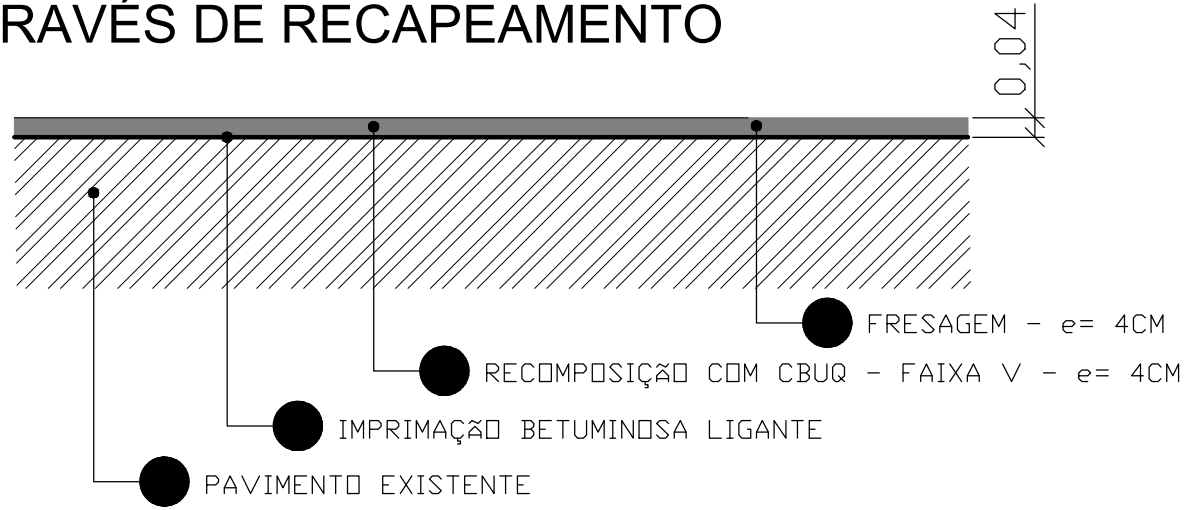 RAVÉS DE RECAPEAMENTO
0,04
FRESAGEM - e= 4CM
RECOMPOSIÇÃO COM CBUQ - FAIXA V - e= 4CM
IMPRIMAÇÃO BETUMINOSA LIGANTE
PAVIMENTO EXISTENTE